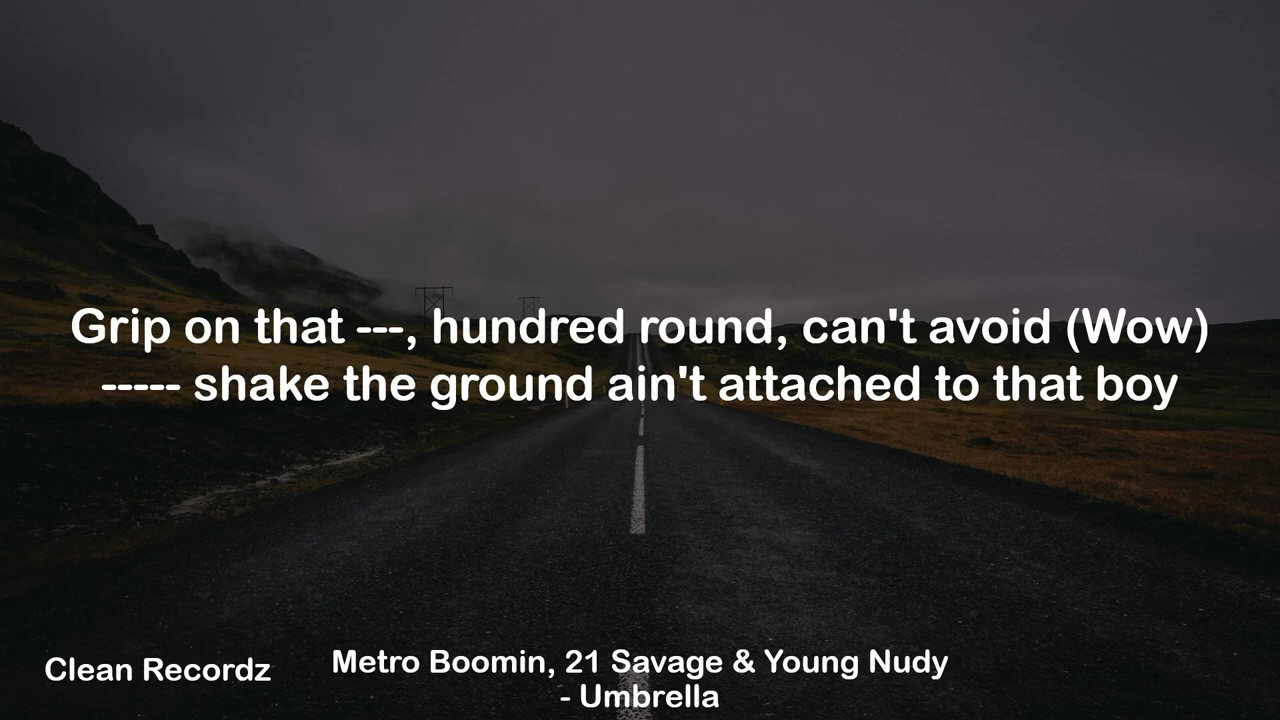 Grip on that ---, hundred round, can't avoid (Wow)
----- shake the ground ain't attached to that boy
Clean Recordz
Metro Boomin, 21 Savage & Young Nudy
- Umbrella